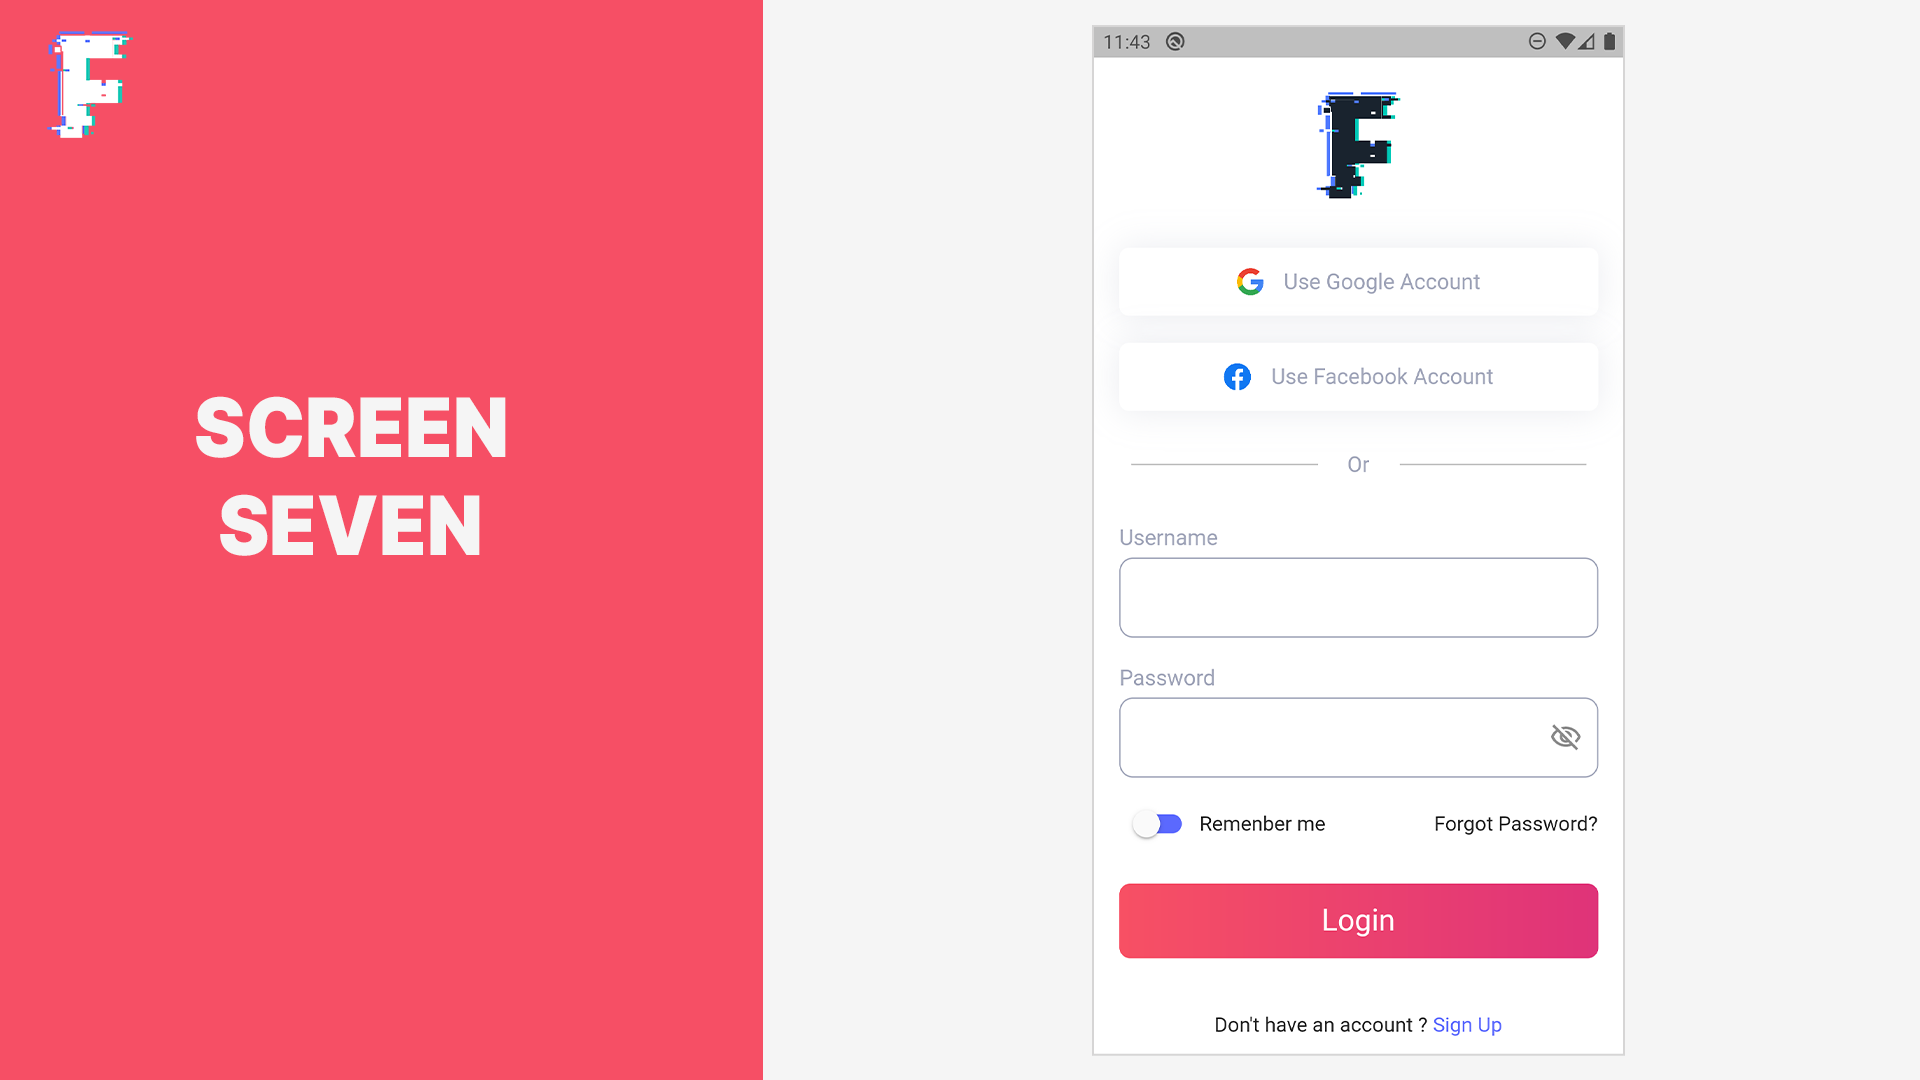 F
SCREEN
SEVEN
11:43
F
Use Google Account
Use Facebook Account
Or
Username
Password
Remenber me
Forgot Password?
Login
Don't have an account ? Sign Up